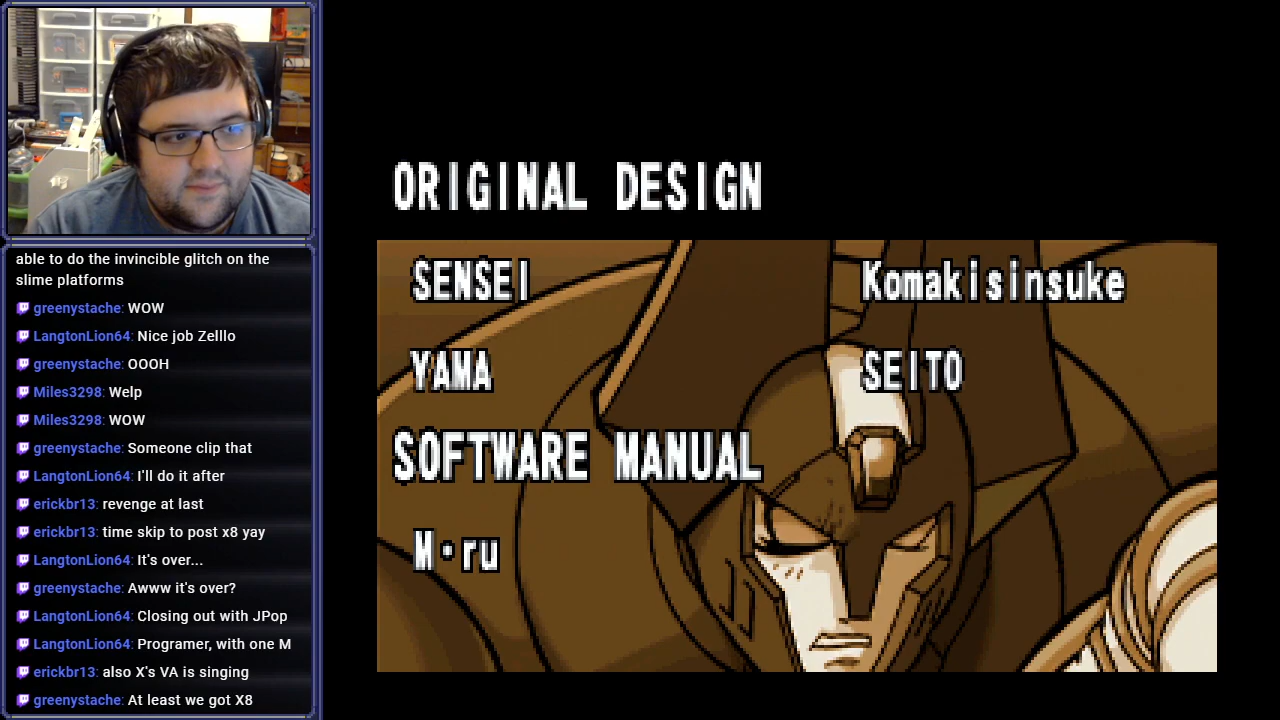 able to do the invincible glitch on the
slime platforms
greenystache: WOW
LangtonLion64: Nice job Zelllo
greenystache: OOOH
Miles3298: Welp
Miles3298: WOW
greenystache: Someone clip that
LangtonLion64: I'll do it after
erickbr13: revenge at last
erickbr13: time skip to post x8 yay
LangtonLion64: It's over...
greenystache: Awww it's over?
LangtonLion64: Closing out with JPop
LangtonLion64: Programer, with one M
erickbr13: also X's VA is singing
greenystache: At least we got X8
ORIGINAL DESIGN
SENSEI Komakisinsuke
YAMA SEITO
SOFTWARE MANUAL
M·ru